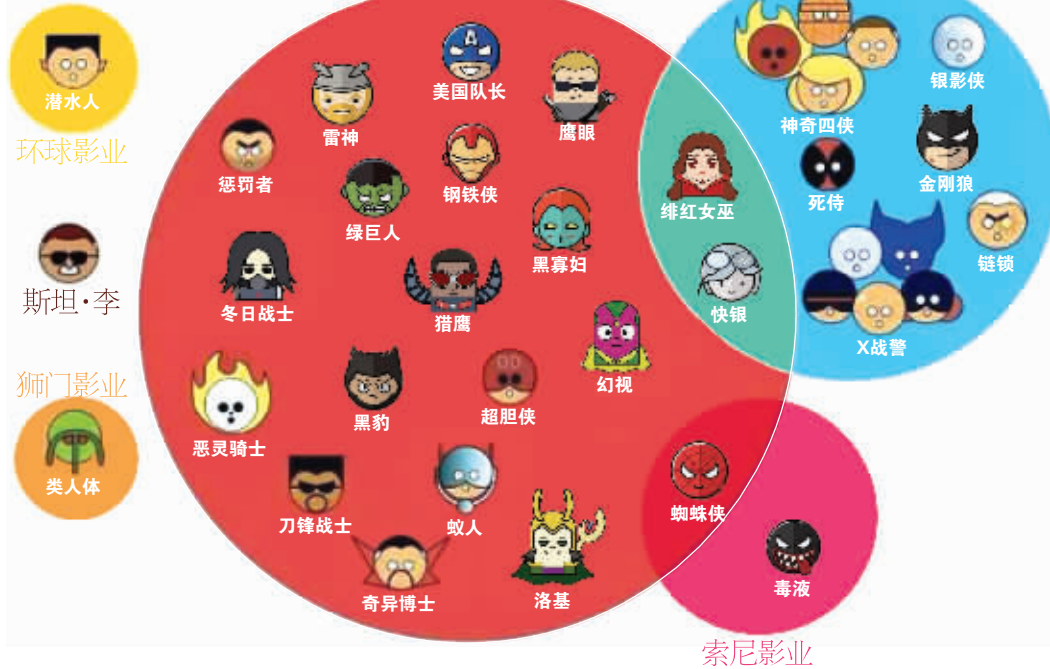 潜水人
环球影业
斯坦·李
狮门影业
类人体
美国队长
雷神
鹰眼
惩罚者
钢铁侠
绿巨人
黑寡妇
冬日战士
猎鹰
幻视
黑豹
超胆侠
恶灵骑士
刀锋战士
蚁人
奇异博士
洛基
绯红女巫
快银
神奇四侠
银影侠
死侍
金刚狼
链锁
X战警
蜘蛛侠
毒液
索尼影业